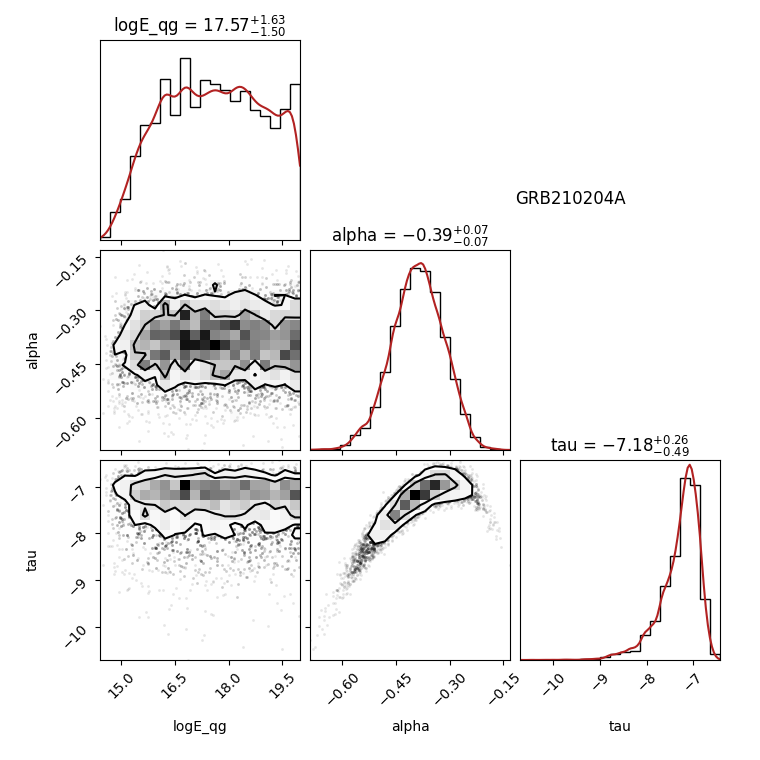 logE_qg = 17.57$^{+1.63}_{-1.50}$
GRB210204A
alpha = −0.39$^{+0.07}_{-0.07}$
−0.15
−0.30
−0.45
−0.60
alpha
tau = −7.18$^{+0.26}_{-0.49}$
−7
−8
−9
−10
tau
15.0 16.5 18.0 19.5
−0.60 −0.45 −0.30 −0.15
−10 −9 −8 −7
logE_qg alpha tau